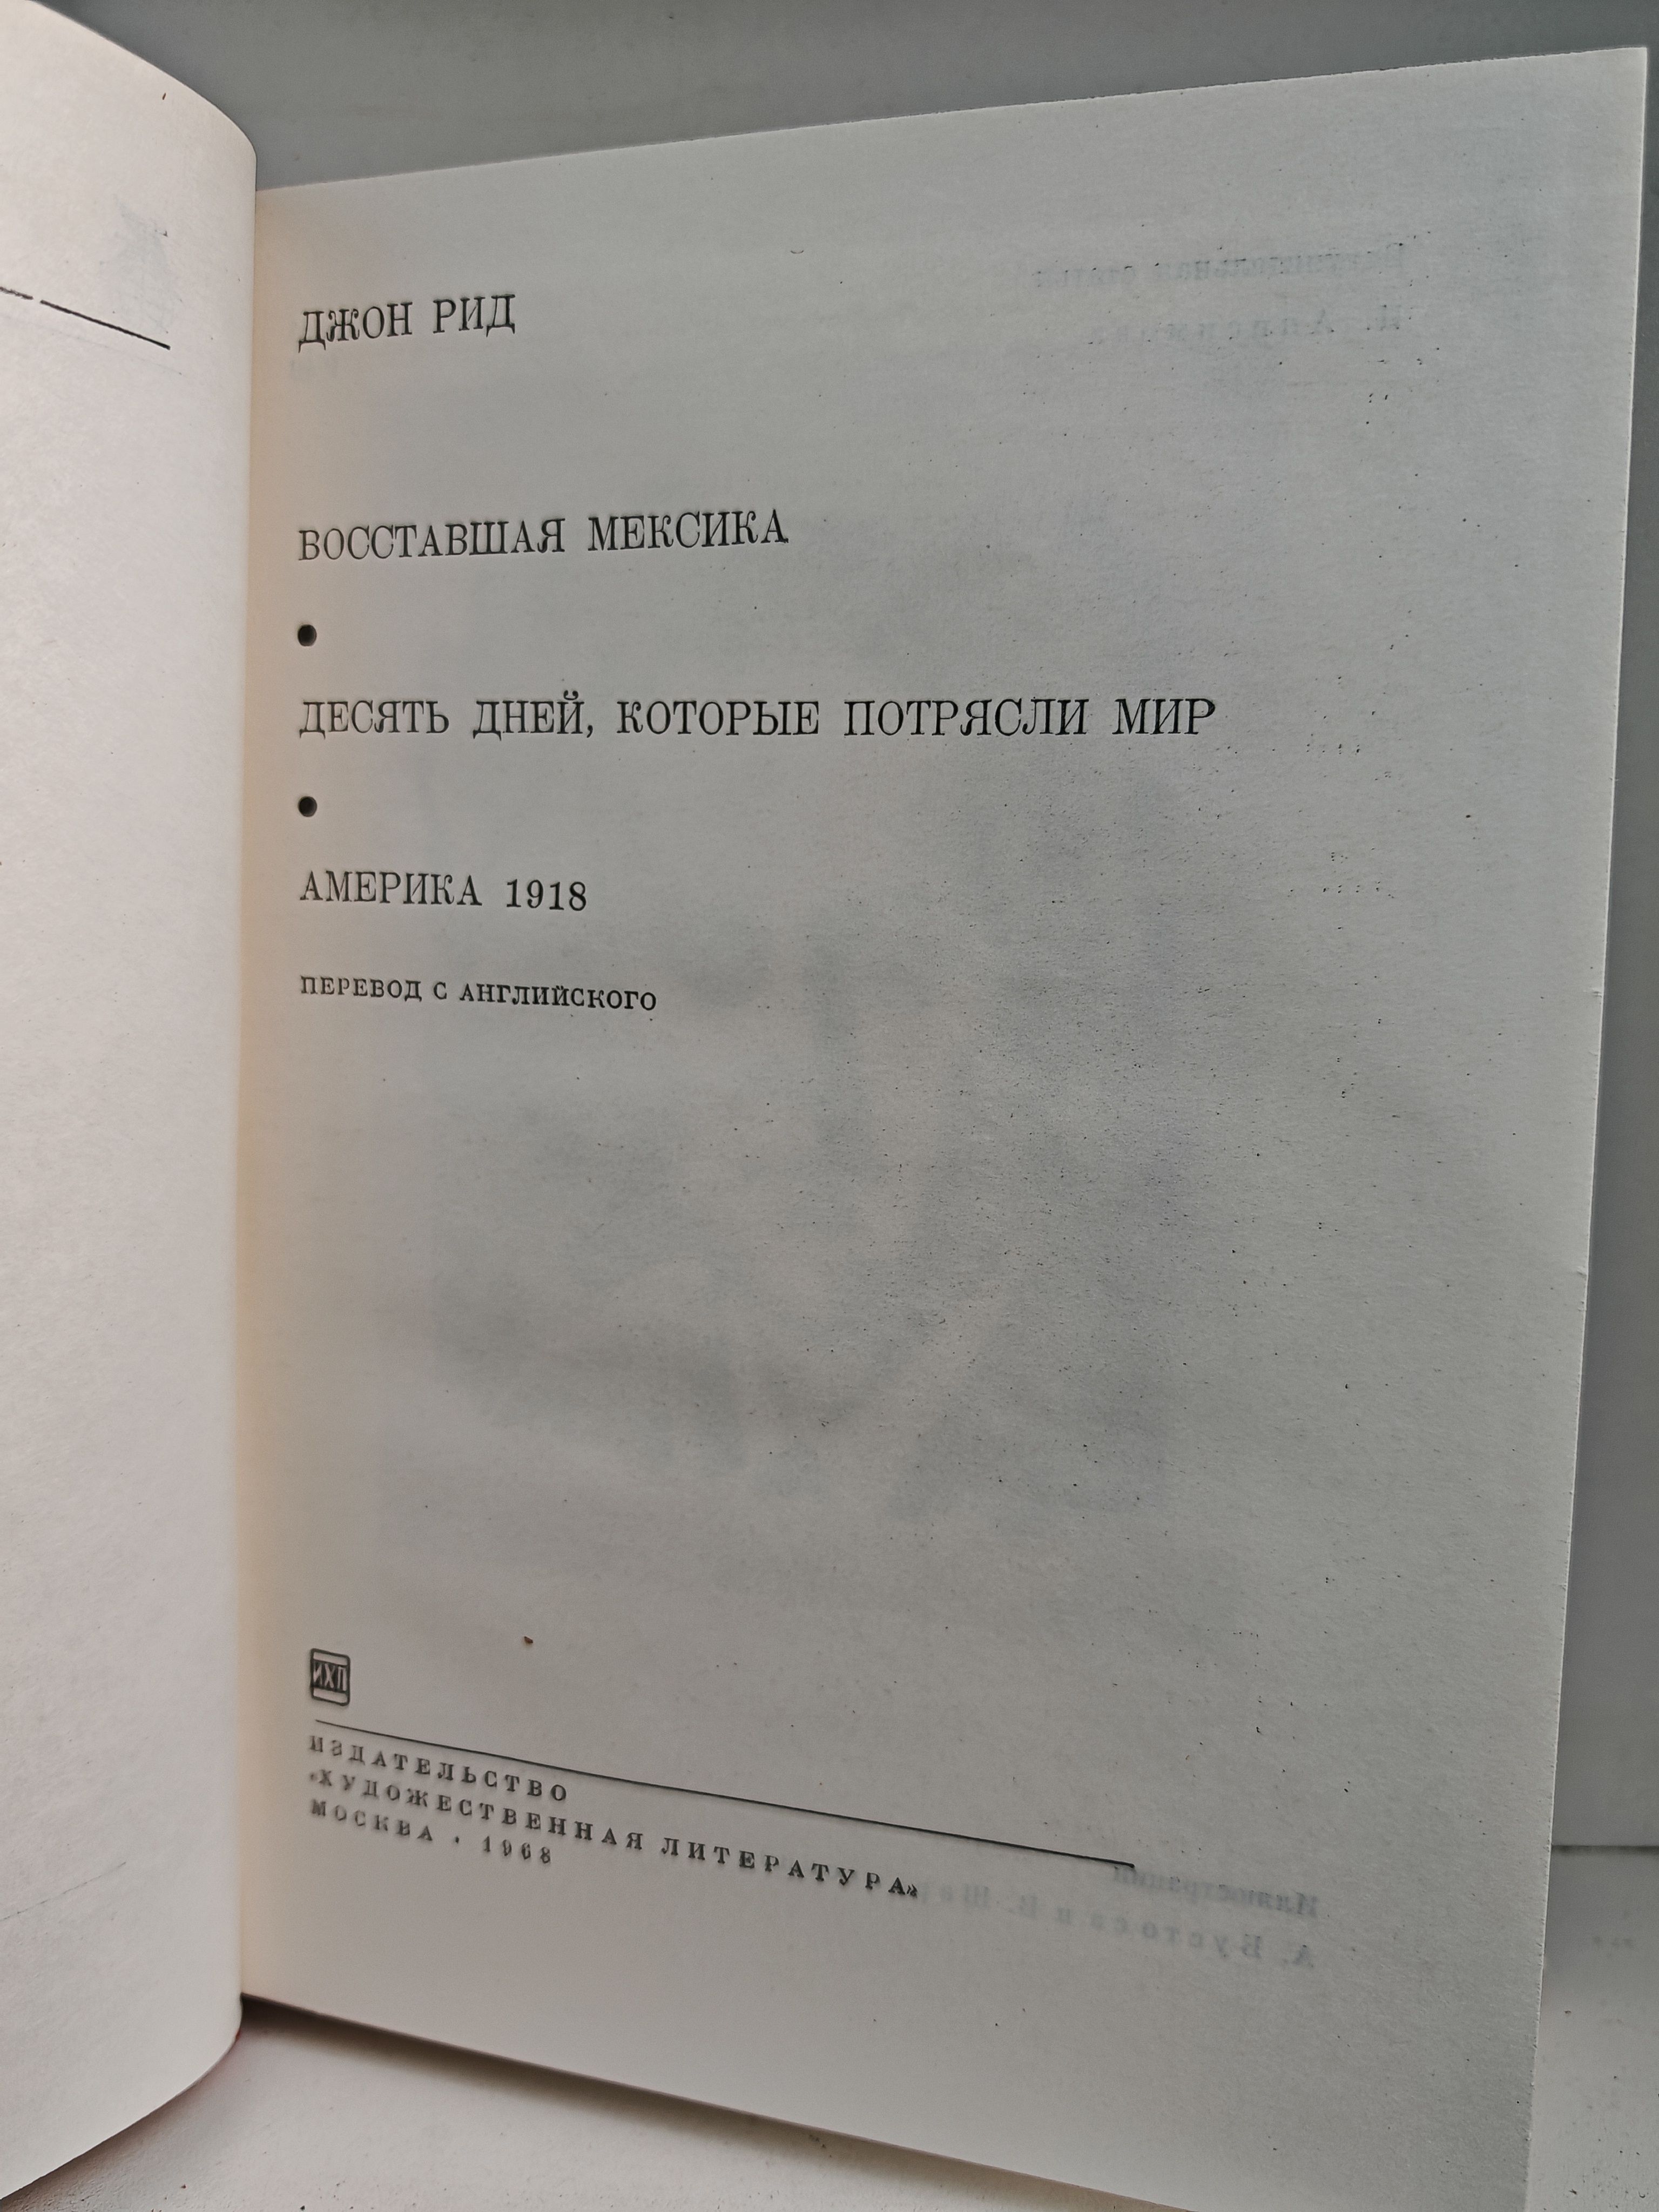 ДЖОН РИД
ВОССТАВШАЯ МЕКСИКА
●
ДЕСЯТЬ ДНЕЙ, КОТОРЫЕ ПОТРЯСЛИ МИР
●
АМЕРИКА 1918
ПЕРЕВОД С АНГЛИЙСКОГО
ИЗДАТЕЛЬСТВО
«ХУДОЖЕСТВЕННАЯ ЛИТЕРАТУРА»
МОСКВА · 1968